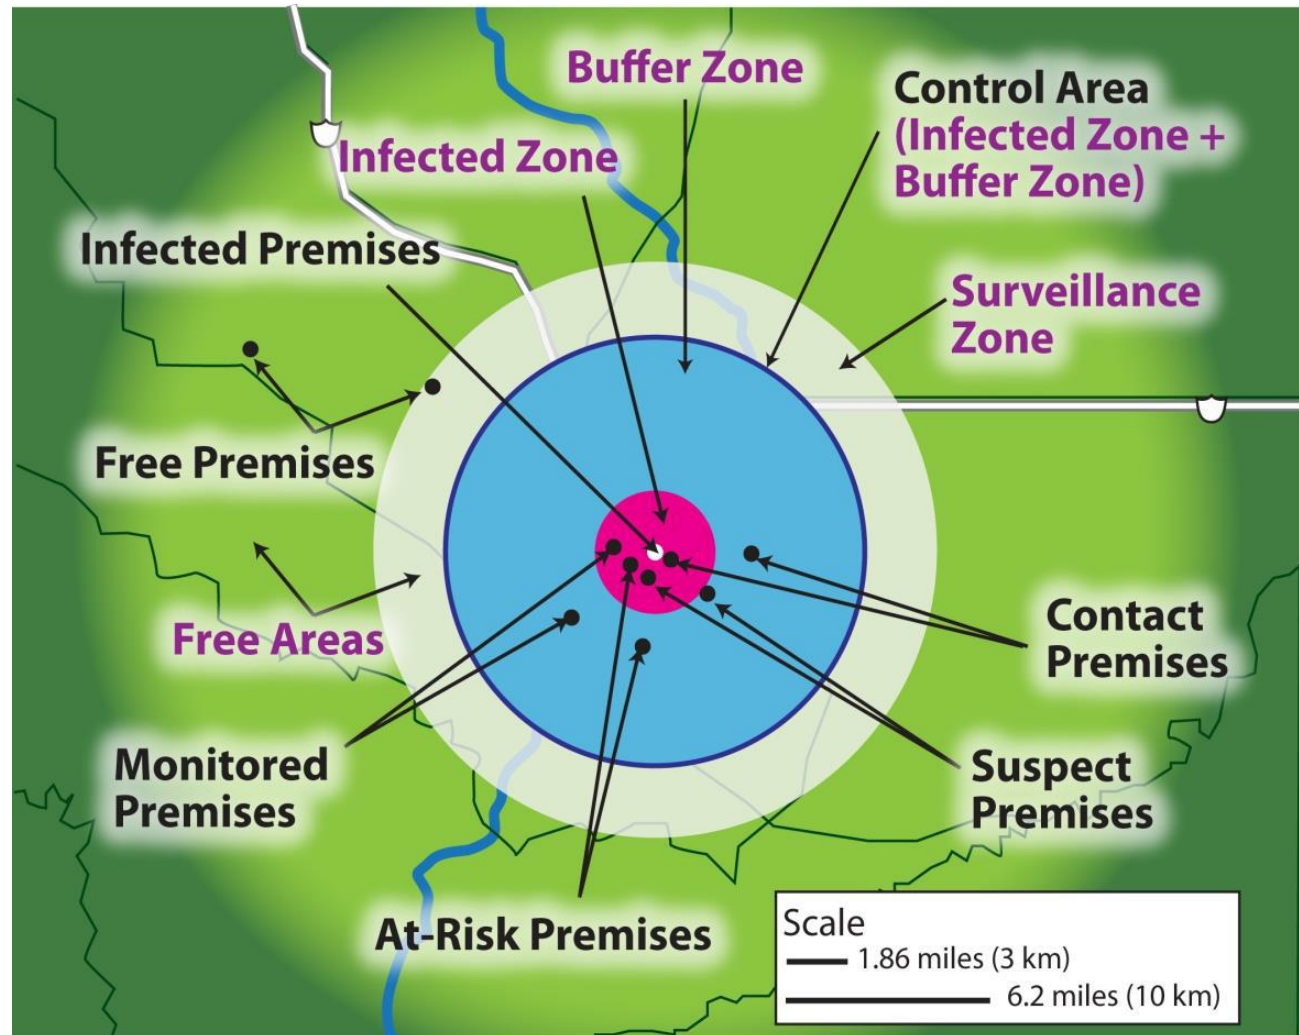 Buffer Zone
Control Area
(Infected Zone +
Buffer Zone)
Infected Zone
Infected Premises
Surveillance
Zone
Free Premises
Free Areas
Contact
Premises
Monitored
Premises
Suspect
Premises
At-Risk Premises
Scale
1.86 miles (3 km)
6.2 miles (10 km)